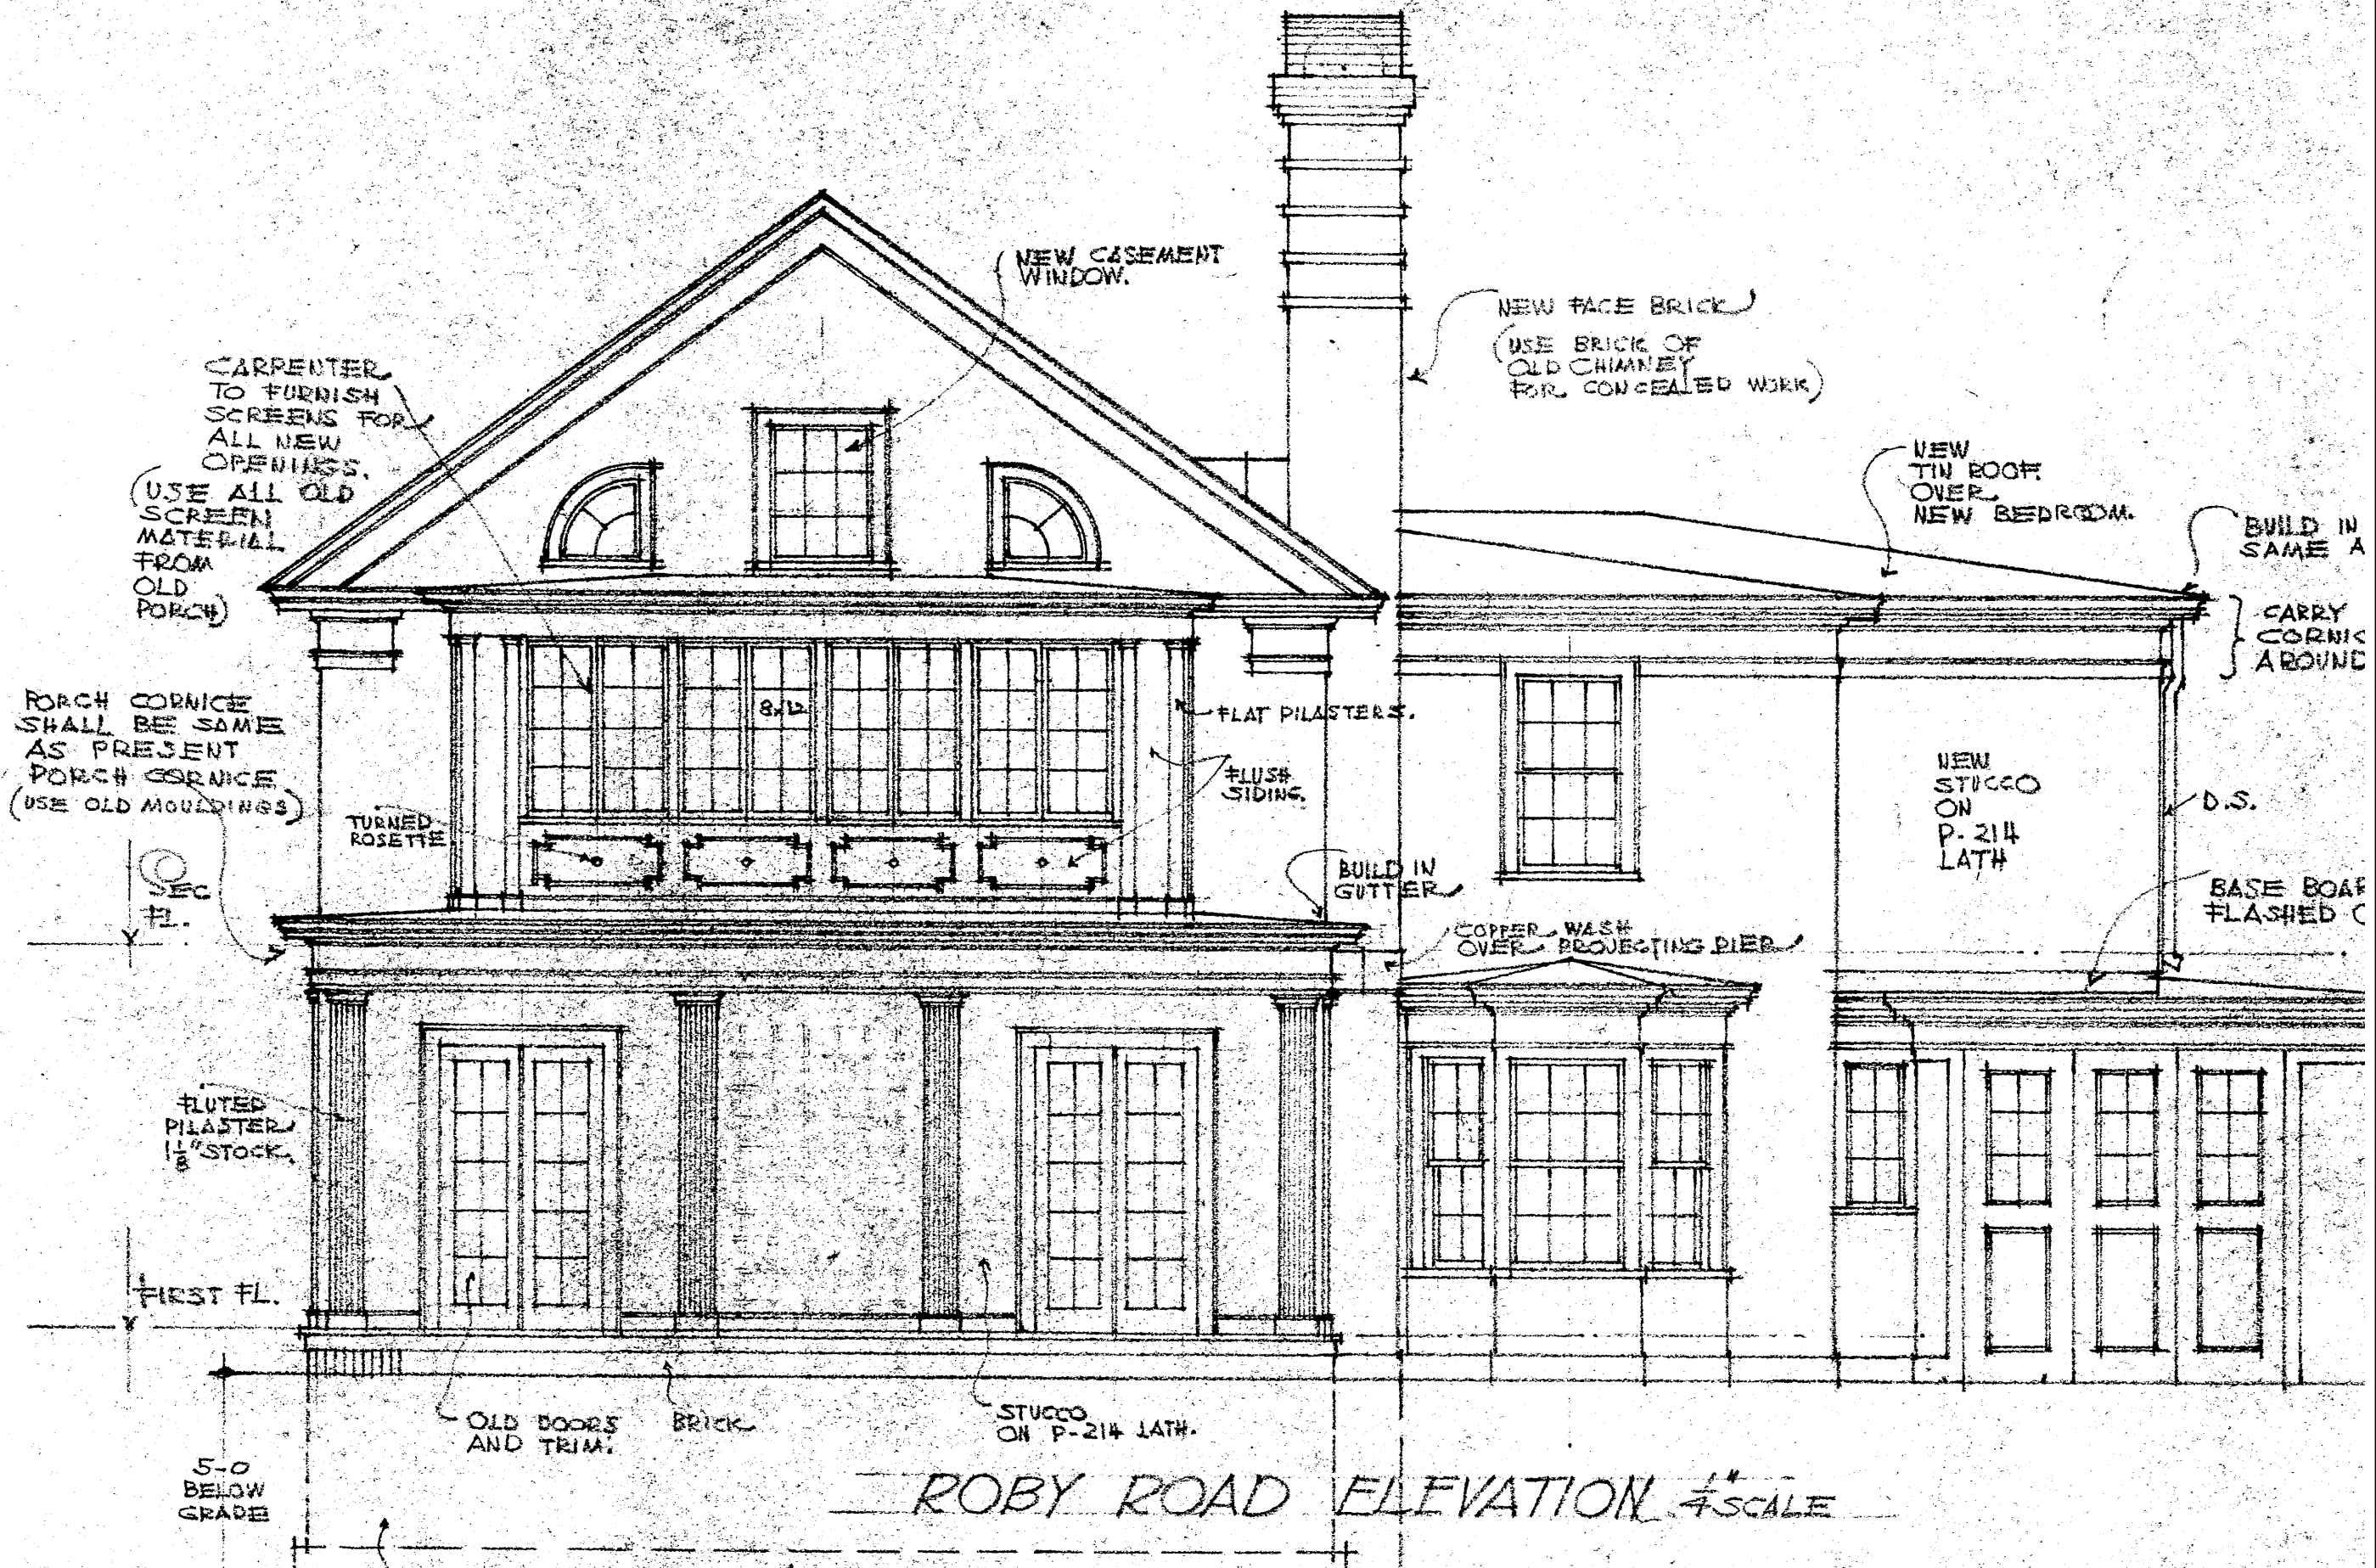 NEW CASEMENT
WINDOW.
NEW FACE BRICK
(USE BRICK OF
OLD CHIMNEY
FOR CONCEALED WORK)
CARPENTER
TO FURNISH
SCREENS FOR
ALL NEW
OPENINGS.
(USE ALL OLD
SCREEN
MATERIAL
FROM
OLD
PORCH)
NEW
TIN ROOF
OVER
NEW BEDROOM.
BUILD IN
SAME A
CARRY
CORNIC
AROUND
PORCH CORNICE
SHALL BE SAME
AS PRESENT
PORCH CORNICE
(USE OLD MOULDINGS)
8x12
FLAT PILASTERS.
FLUSH
SIDING.
TURNED
ROSETTE
NEW
STUCCO
ON
P-214
LATH
D.S.
BUILD IN
GUTTER
SEC
FL.
BASE BOAR
FLASHED
COPPER WASH
OVER PROJECTING PIER
FLUTED
PILASTER
1 1/8" STOCK.
FIRST FL.
OLD DOORS
AND TRIM.
BRICK
STUCCO
ON P-214 LATH.
5-0
BELOW
GRADE
ROBY ROAD ELEVATION 1/4" SCALE